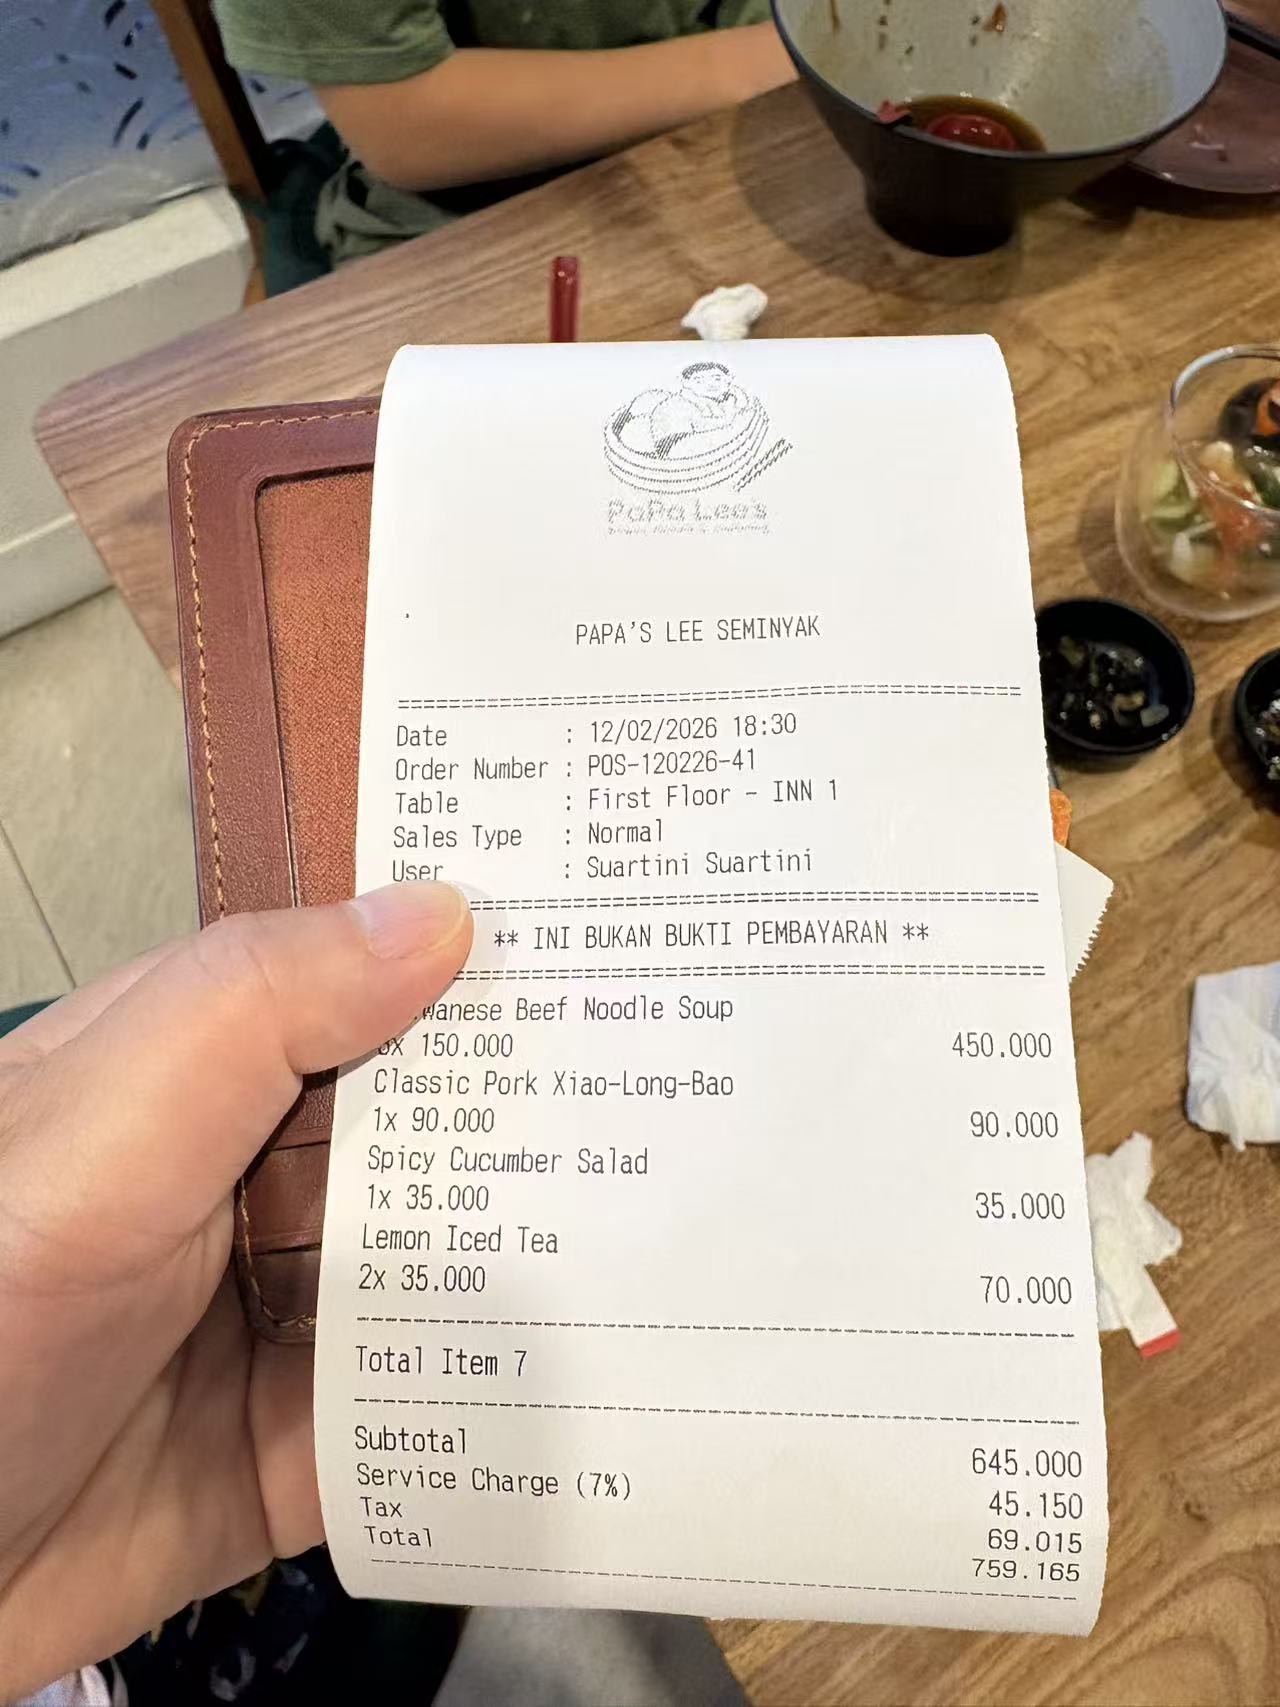 PaPa Lee's
PAPA'S LEE SEMINYAK
Date : 12/02/2026 18:30
Order Number : POS-120226-41
Table : First Floor - INN 1
Sales Type : Normal
User : Suartini Suartini
** INI BUKAN BUKTI PEMBAYARAN **
Beef Noodle Soup
150.000 450.000
Classic Pork Xiao-Long-Bao
1x 90.000 90.000
Spicy Cucumber Salad
1x 35.000 35.000
Lemon Iced Tea
2x 35.000 70.000
Total Item 7
Subtotal 645.000
Service Charge (7%) 45.150
Tax 69.015
Total 759.165